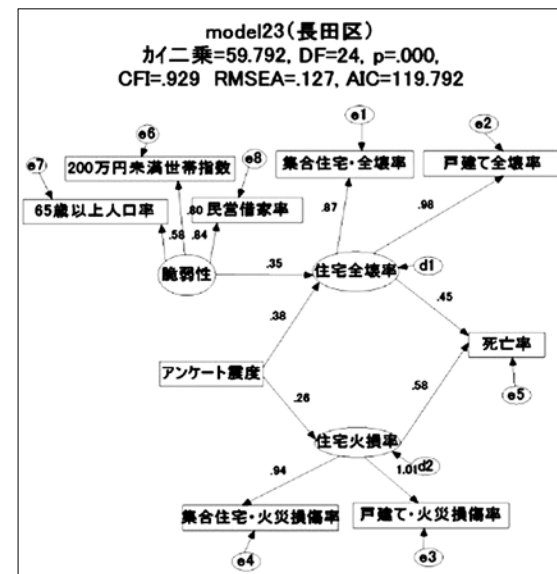 model23(長田区)
カイ二乗=59.792, DF=24, p=.000,
CFI=.929 RMSEA=.127, AIC=119.792
e1
e2
e6
e7
e8
200万円未満世帯指数
集合住宅・全壊率
戸建て全壊率
65歳以上人口率
民営借家率
.80
.58
.84
.87
.98
脆弱性
.35
住宅全壊率
d1
.38
.45
死亡率
アンケート震度
.26
.58
e5
住宅火損率
.94
1.01
d2
集合住宅・火災損傷率
戸建て・火災損傷率
e4
e3